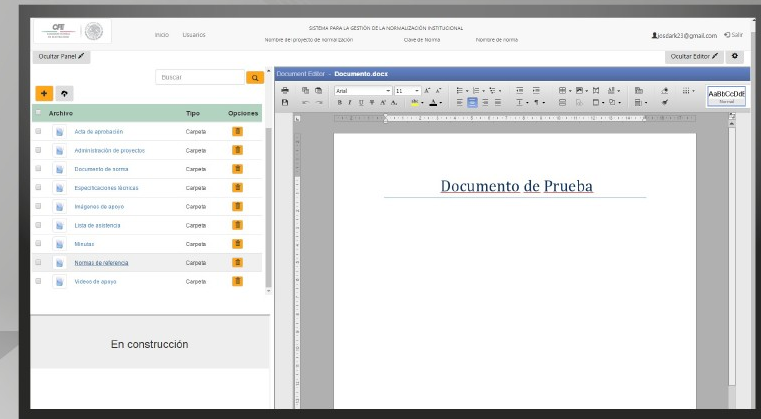 CFE
Inicio Usuarios
SISTEMA PARA LA GESTIÓN DE LA NORMALIZACIÓN INSTITUCIONAL
Nombre del proyecto de normalización Clave de Norma Nombre de norma
josdark23@gmail.com Salir
Ocultar Panel
Ocultar Editor
Buscar
Archivo Tipo Opciones
Acta de aprobación Carpeta
Administración de proyectos Carpeta
Documento de norma Carpeta
Especificaciones técnicas Carpeta
Imágenes de apoyo Carpeta
Lista de asistencia Carpeta
Minutas Carpeta
Normas de referencia Carpeta
Videos de apoyo Carpeta
En construcción
Document Editor - Documento.docx
Arial 11
AaBbCcDdE
Normal
Documento de Prueba